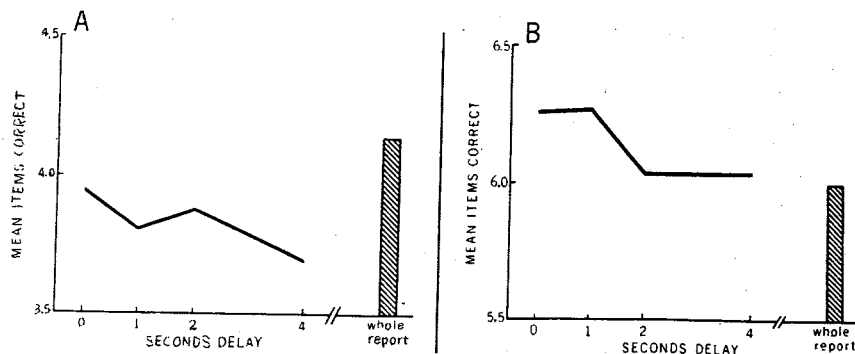 A
4.5
4.0
3.5
MEAN ITEMS CORRECT
0 1 2 4
SECONDS DELAY
whole
report
B
6.5
6.0
5.5
MEAN ITEMS CORRECT
0 1 2 4
SECONDS DELAY
whole
report